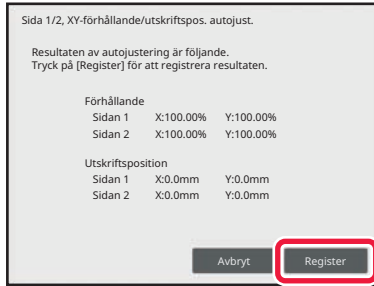 Sida 1/2, XY-förhållande/utskriftspos. autojust.
Resultaten av autojustering är följande.
Tryck på [Register] för att registrera resultaten.
Förhållande
Sidan 1 X:100.00% Y:100.00%
Sidan 2 X:100.00% Y:100.00%
Utskriftsposition
Sidan 1 X:0.0mm Y:0.0mm
Sidan 2 X:0.0mm Y:0.0mm
Avbryt Register